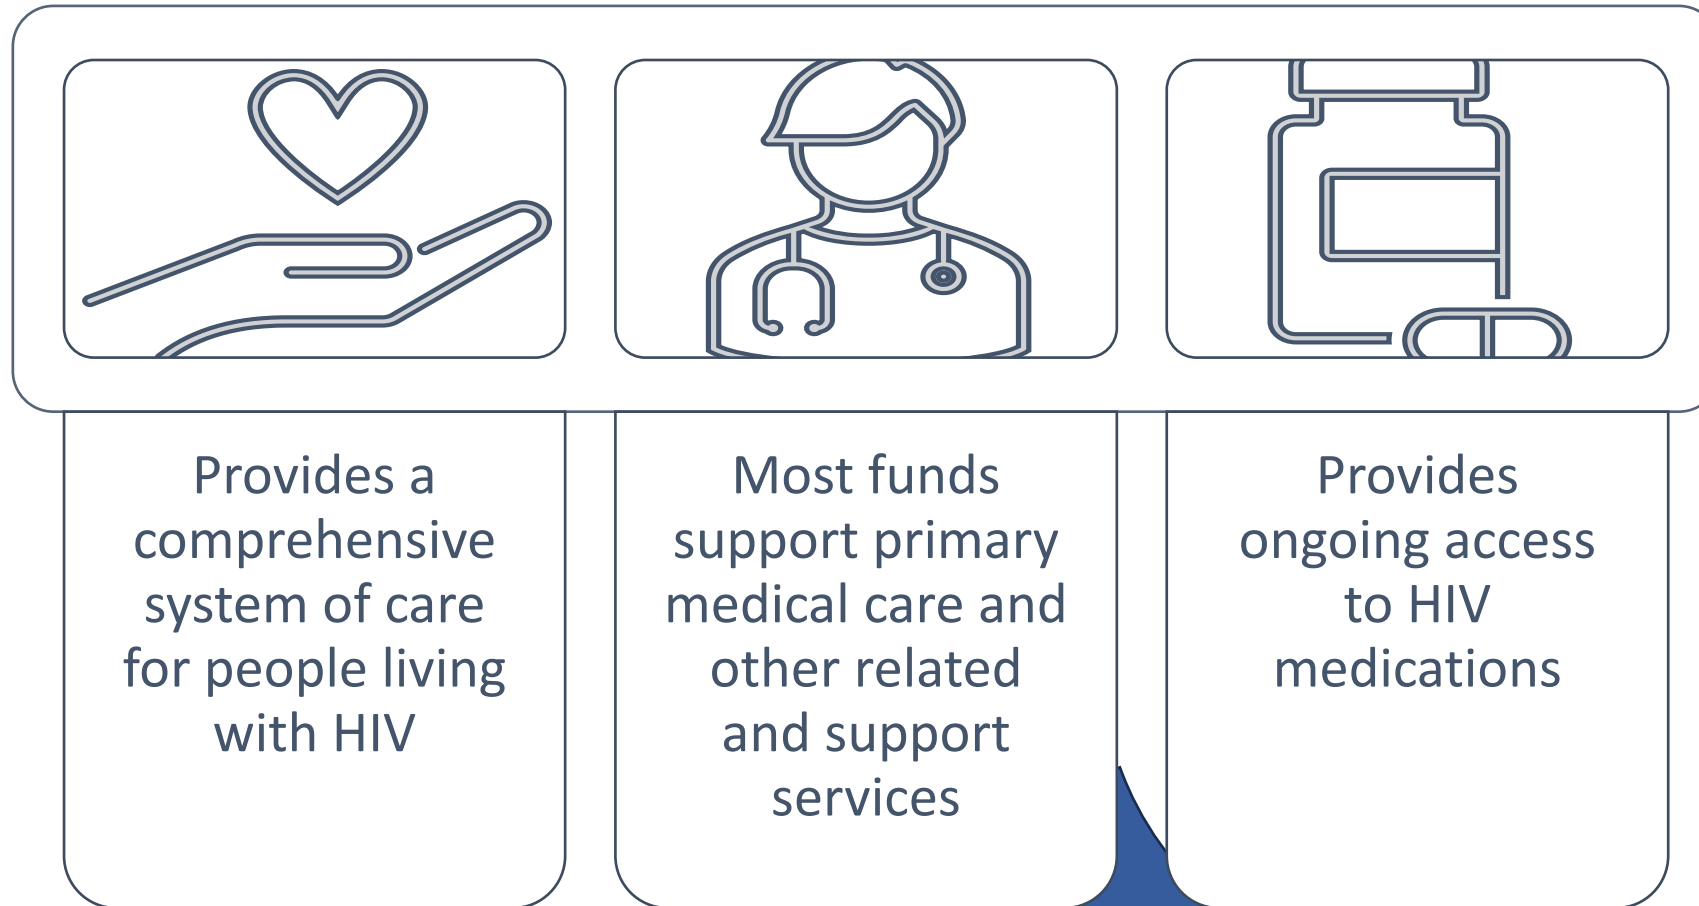 Provides a
comprehensive
system of care
for people living
with HIV
Most funds
support primary
medical care and
other related
and support
services
Provides
ongoing access
to HIV
medications